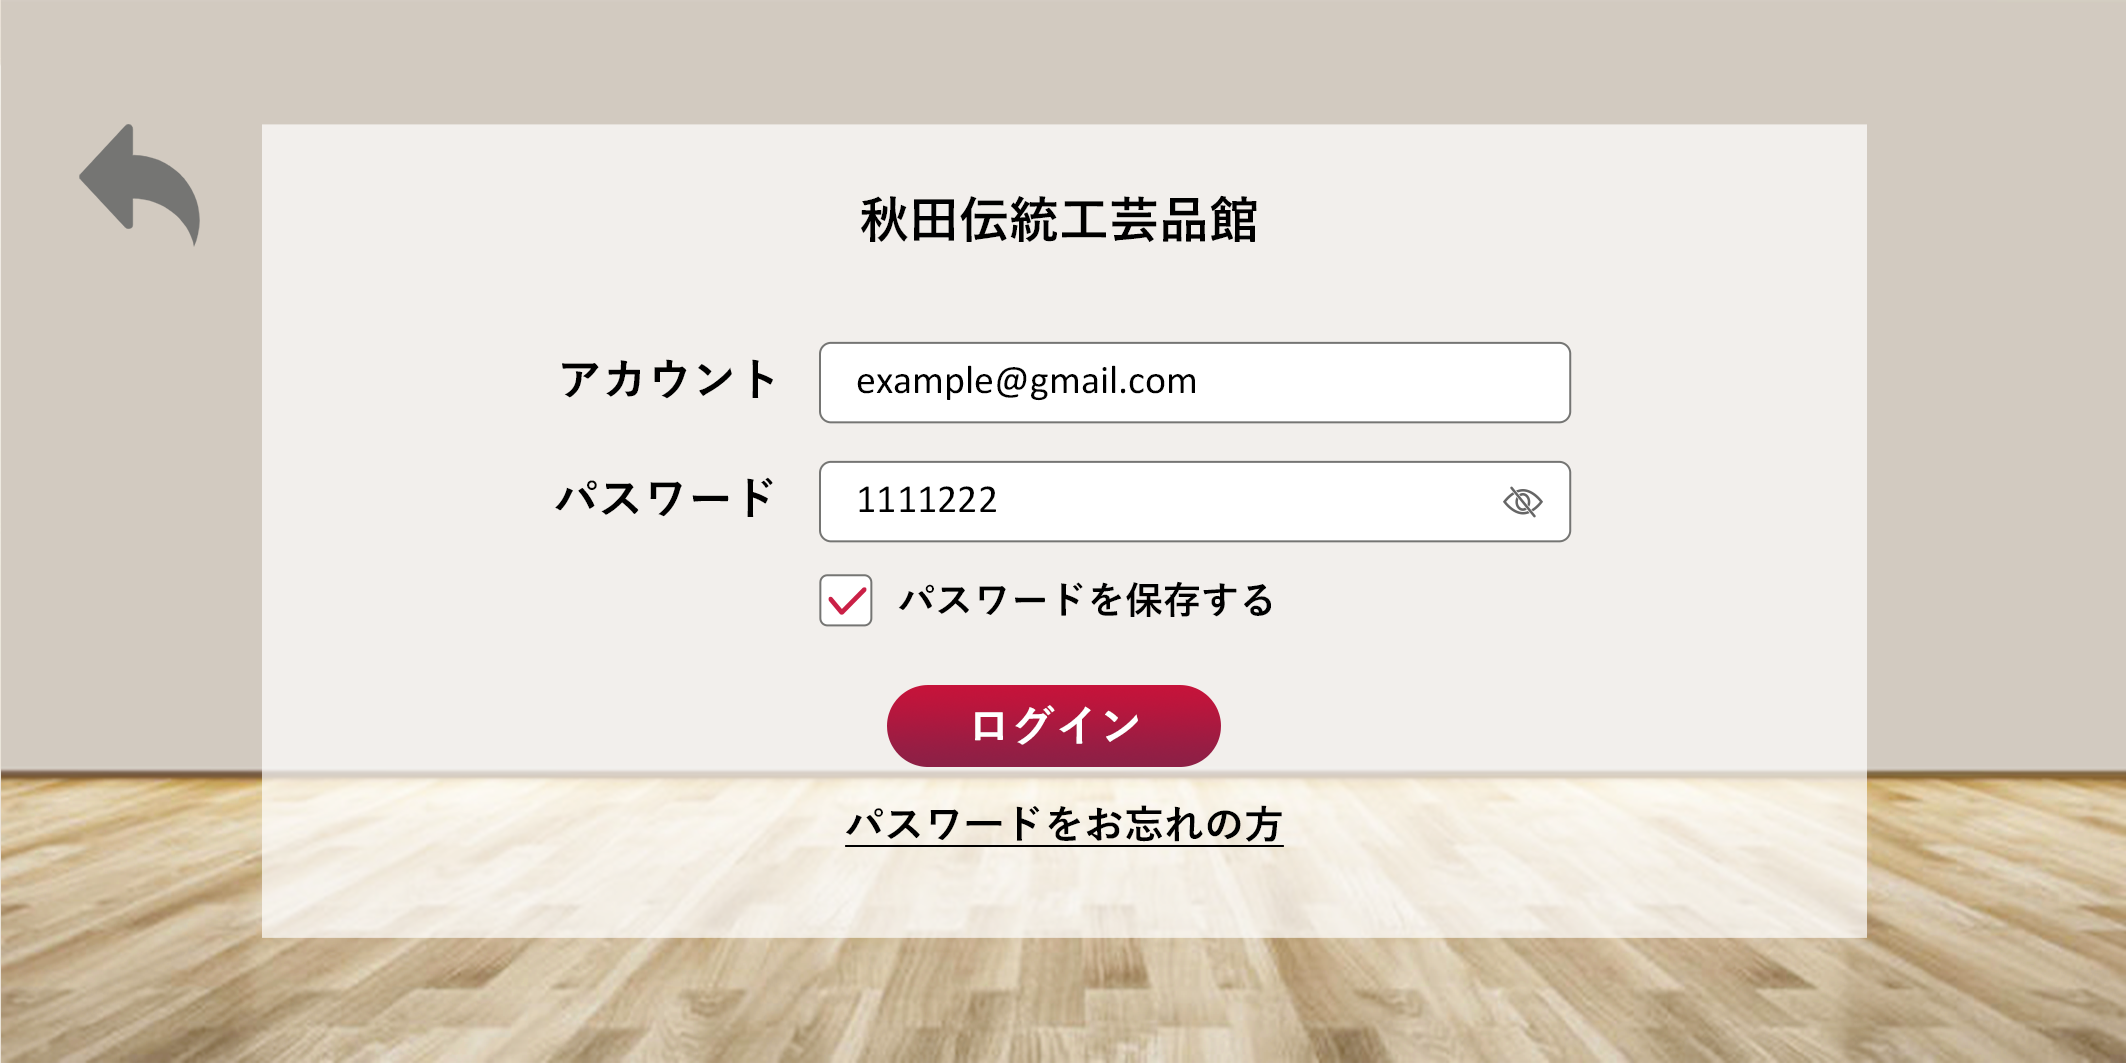 秋田伝統工芸品館
アカウント
example@gmail.com
パスワード
1111222
パスワードを保存する
ログイン
パスワードをお忘れの方